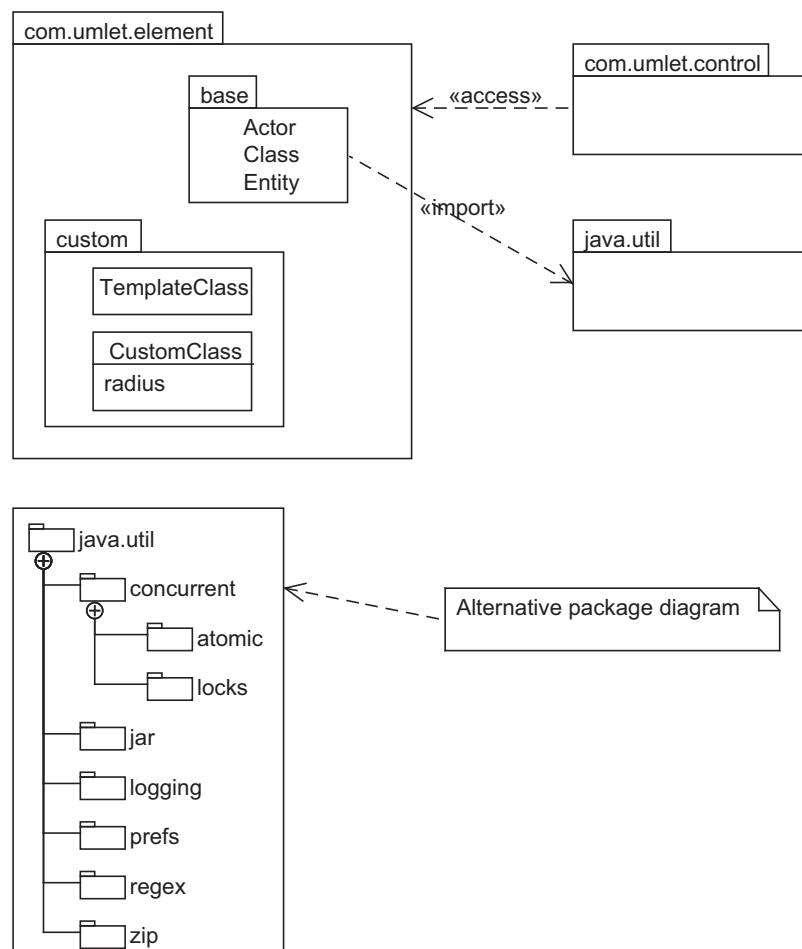 com.umlet.element
com.umlet.control
base
«access»
Actor
Class
Entity
«import»
java.util
custom
TemplateClass
CustomClass
radius
java.util
concurrent
Alternative package diagram
atomic
locks
jar
logging
prefs
regex
zip